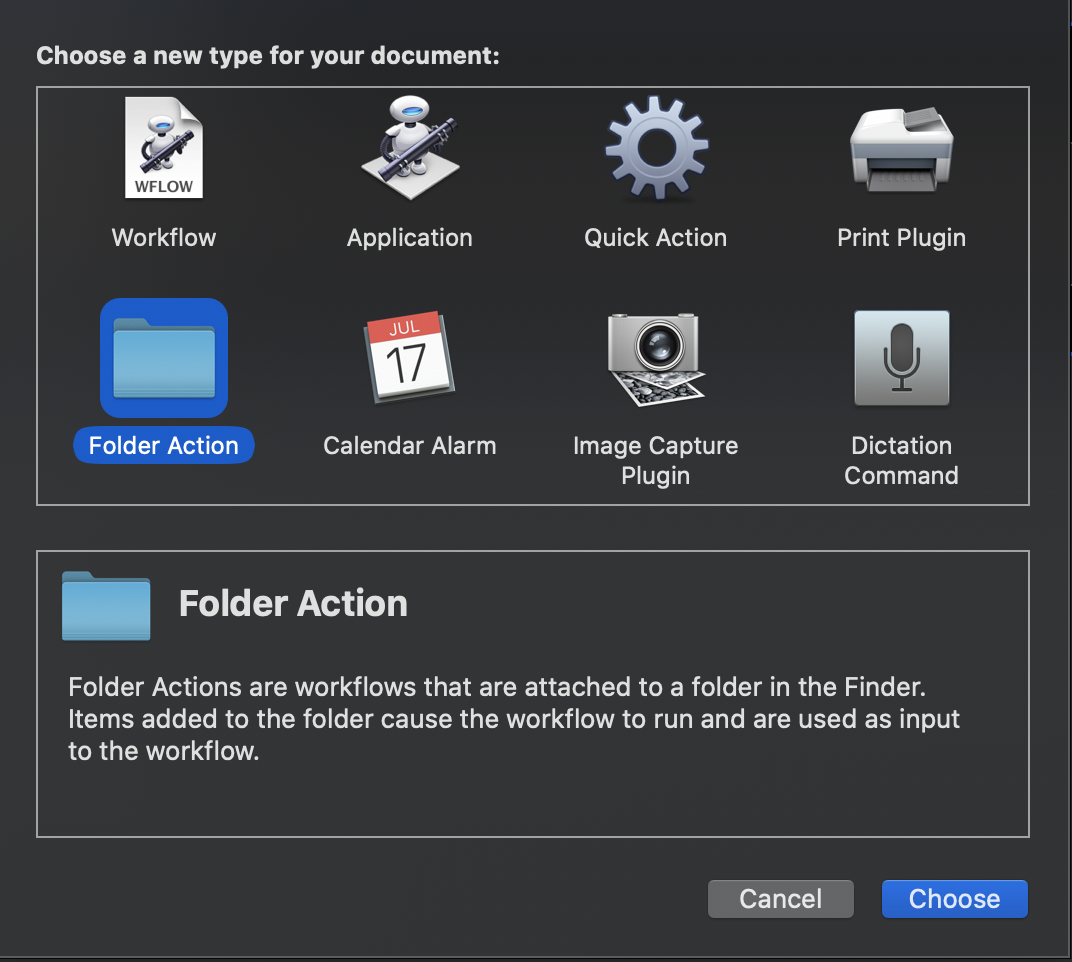 Choose a new type for your document:
WFLOW
Workflow
Application
Quick Action
Print Plugin
JUL
17
Folder Action
Calendar Alarm
Image Capture
Plugin
Dictation
Command
Folder Action
Folder Actions are workflows that are attached to a folder in the Finder.
Items added to the folder cause the workflow to run and are used as input
to the workflow.
Cancel
Choose